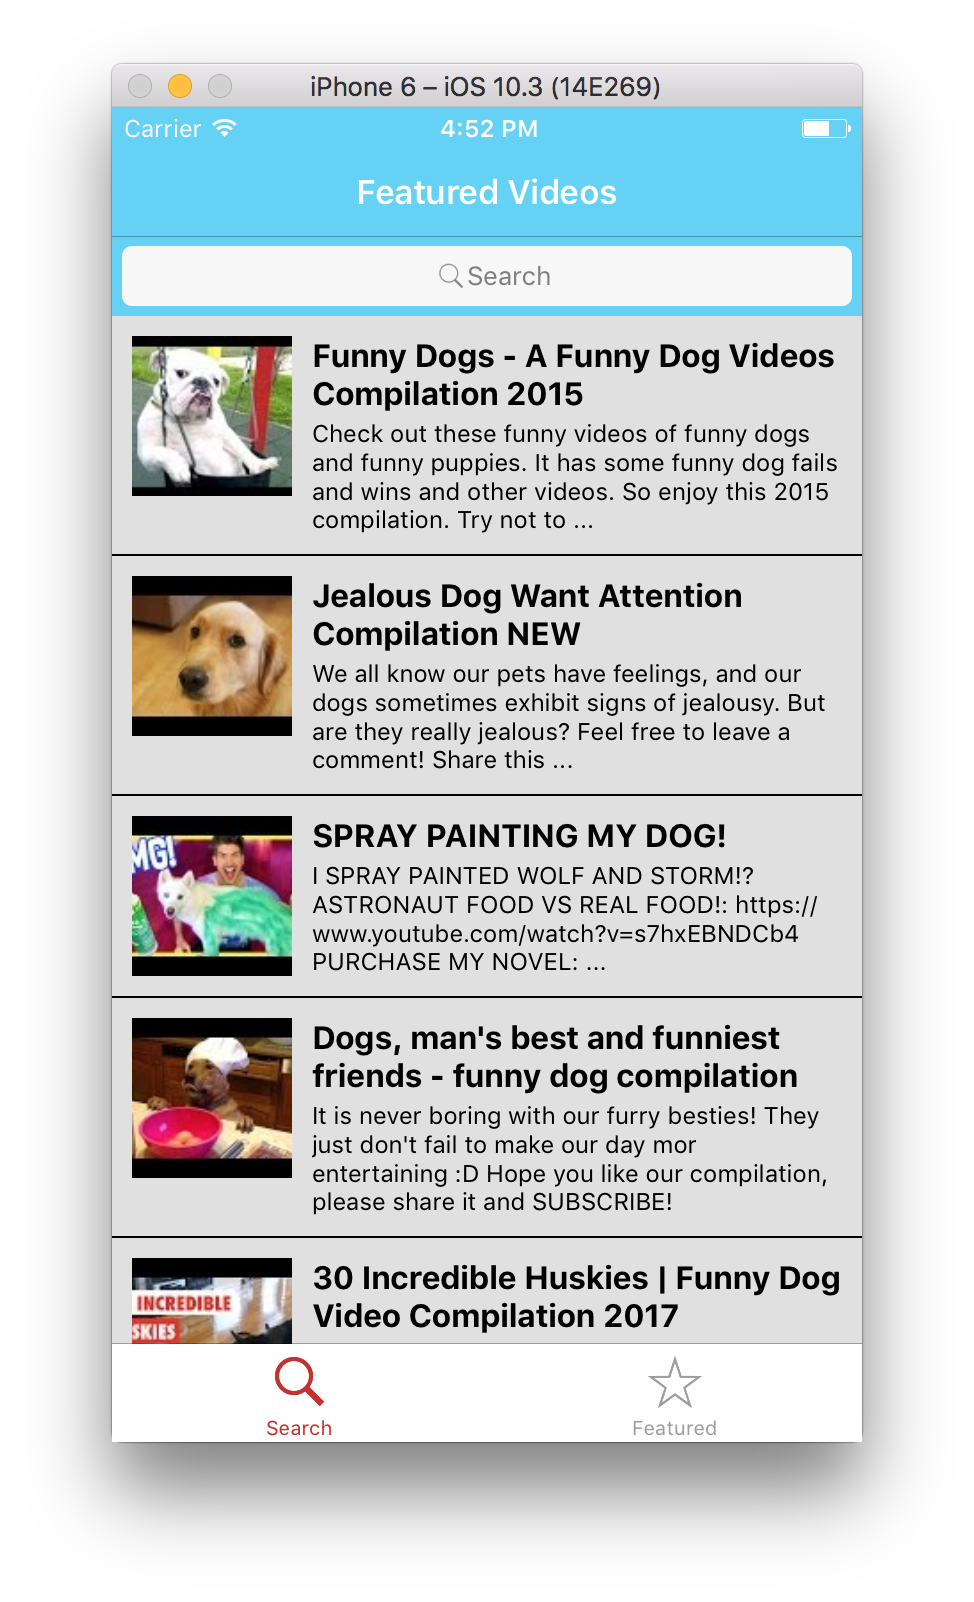 iPhone 6 – iOS 10.3 (14E269)
Carrier 4:52 PM
Featured Videos
Search
Funny Dogs - A Funny Dog Videos
Compilation 2015
Check out these funny videos of funny dogs
and funny puppies. It has some funny dog fails
and wins and other videos. So enjoy this 2015
compilation. Try not to ...
Jealous Dog Want Attention
Compilation NEW
We all know our pets have feelings, and our
dogs sometimes exhibit signs of jealousy. But
are they really jealous? Feel free to leave a
comment! Share this ...
MG!
SPRAY PAINTING MY DOG!
I SPRAY PAINTED WOLF AND STORM!?
ASTRONAUT FOOD VS REAL FOOD!: https://
www.youtube.com/watch?v=s7hxEBNDCb4
PURCHASE MY NOVEL: ...
Dogs, man's best and funniest
friends - funny dog compilation
It is never boring with our furry besties! They
just don't fail to make our day mor
entertaining :D Hope you like our compilation,
please share it and SUBSCRIBE!
INCREDIBLE
SKIES
30 Incredible Huskies | Funny Dog
Video Compilation 2017
Search
Featured